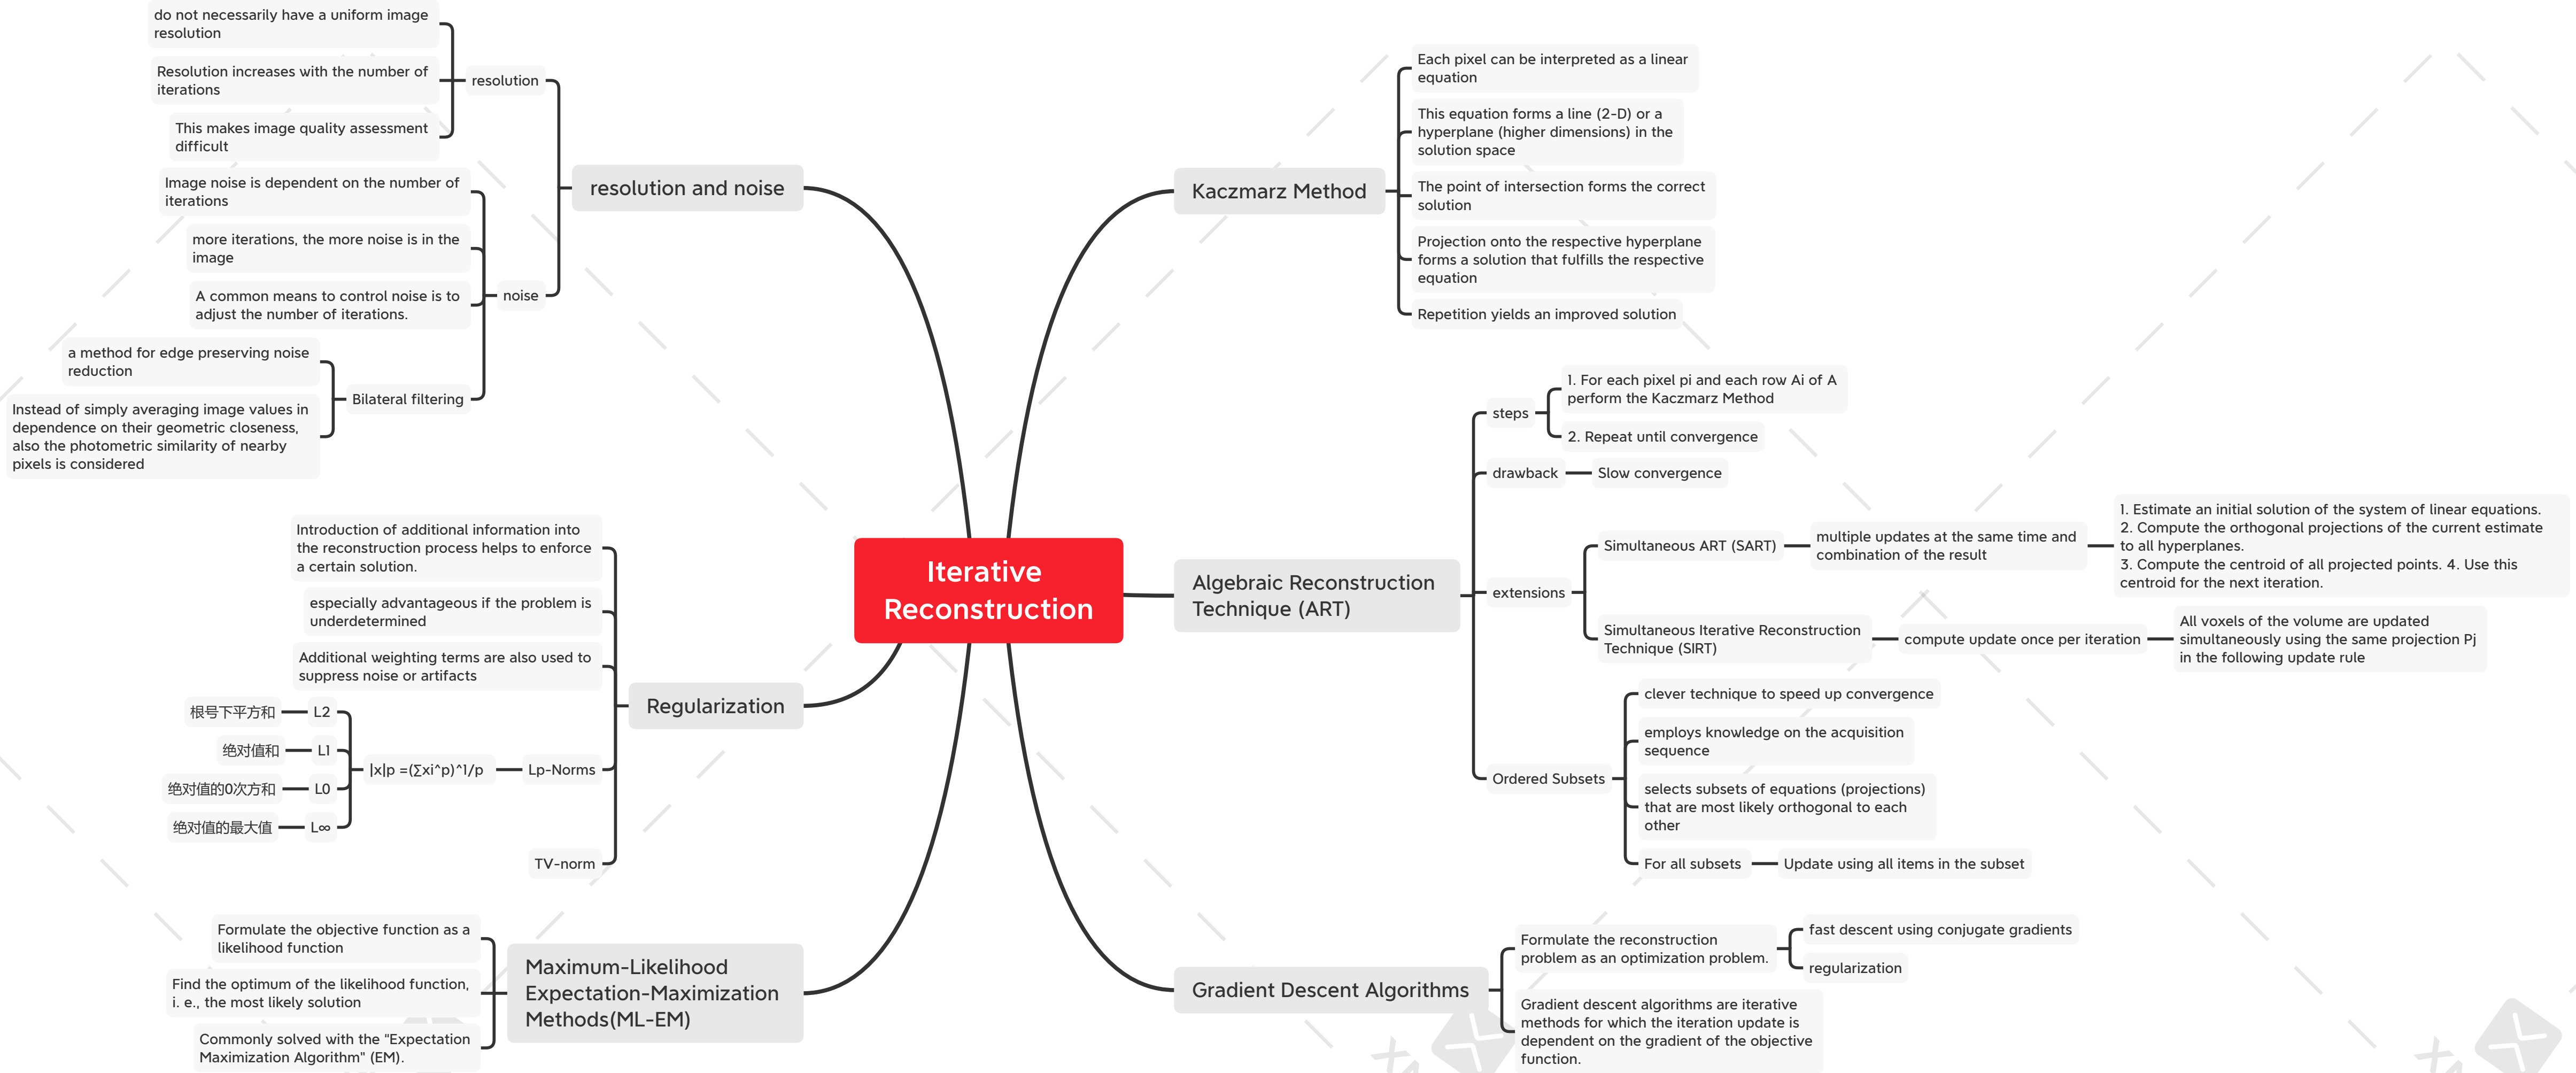 Iterative
Reconstruction
Kaczmarz Method
Each pixel can be interpreted as a linear
equation
This equation forms a line (2-D) or a
hyperplane (higher dimensions) in the
solution space
The point of intersection forms the correct
solution
Projection onto the respective hyperplane
forms a solution that fulfills the respective
equation
Repetition yields an improved solution
Algebraic Reconstruction
Technique (ART)
steps
1. For each pixel pi and each row Ai of A
perform the Kaczmarz Method
2. Repeat until convergence
drawback
Slow convergence
extensions
Simultaneous ART (SART)
multiple updates at the same time and
combination of the result
1. Estimate an initial solution of the system of linear equations.
2. Compute the orthogonal projections of the current estimate
to all hyperplanes.
3. Compute the centroid of all projected points. 4. Use this
centroid for the next iteration.
Simultaneous Iterative Reconstruction
Technique (SIRT)
compute update once per iteration
All voxels of the volume are updated
simultaneously using the same projection Pj
in the following update rule
Ordered Subsets
clever technique to speed up convergence
employs knowledge on the acquisition
sequence
selects subsets of equations (projections)
that are most likely orthogonal to each
other
For all subsets
Update using all items in the subset
Gradient Descent Algorithms
Formulate the reconstruction
problem as an optimization problem.
fast descent using conjugate gradients
regularization
Gradient descent algorithms are iterative
methods for which the iteration update is
dependent on the gradient of the objective
function.
resolution and noise
resolution
do not necessarily have a uniform image
resolution
Resolution increases with the number of
iterations
This makes image quality assessment
difficult
noise
Image noise is dependent on the number of
iterations
more iterations, the more noise is in the
image
A common means to control noise is to
adjust the number of iterations.
Bilateral filtering
a method for edge preserving noise
reduction
Instead of simply averaging image values in
dependence on their geometric closeness,
also the photometric similarity of nearby
pixels is considered
Regularization
Introduction of additional information into
the reconstruction process helps to enforce
a certain solution.
especially advantageous if the problem is
underdetermined
Additional weighting terms are also used to
suppress noise or artifacts
Lp-Norms
|x|p =(∑xi^p)^1/p
L2
根号下平方和
L1
绝对值和
L0
绝对值的0次方和
L∞
绝对值的最大值
TV-norm
Maximum-Likelihood
Expectation-Maximization
Methods(ML-EM)
Formulate the objective function as a
likelihood function
Find the optimum of the likelihood function,
i. e., the most likely solution
Commonly solved with the “Expectation
Maximization Algorithm” (EM).